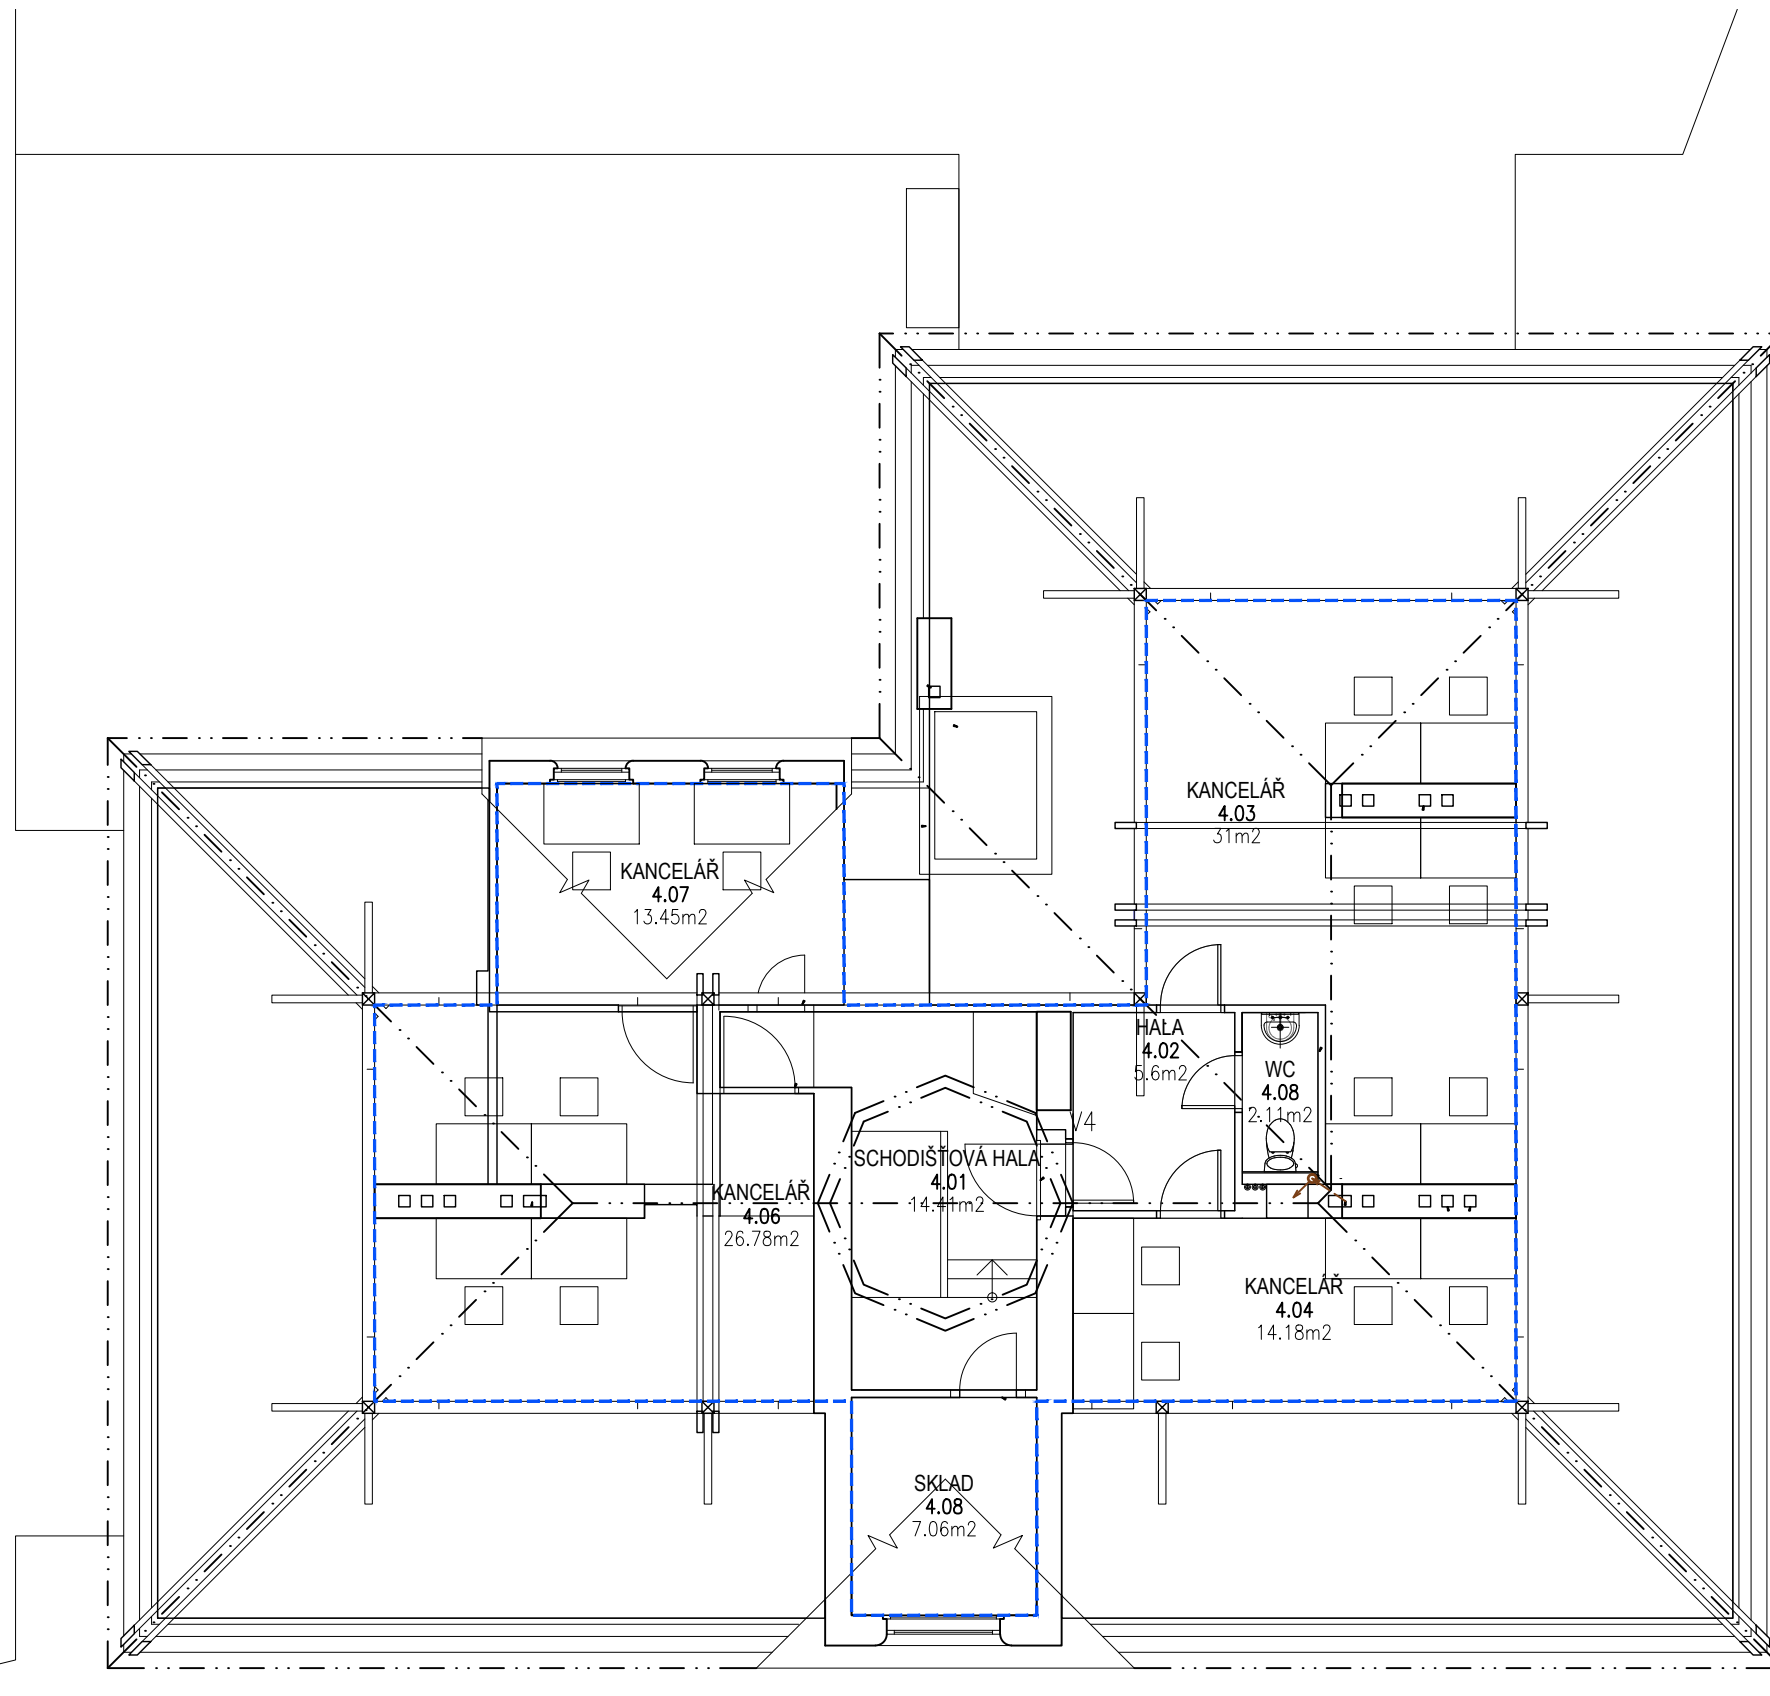 KANCELÁŘ
4.03
31m2
KANCELÁŘ
4.07
13.45m2
HALA
4.02
5.6m2
WC
4.08
2.11m2
V4
SCHODIŠŤOVÁ HALA
4.01
14.41m2
KANCELÁŘ
4.06
26.78m2
KANCELÁŘ
4.04
14.18m2
SKLAD
4.08
7.06m2